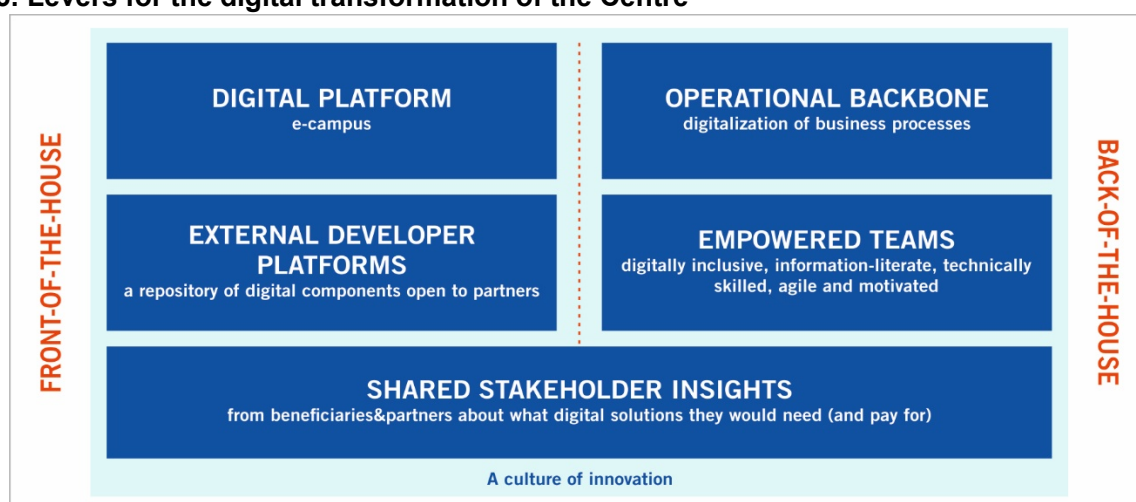 Levers for the digital transformation of the Centre
FRONT-OF-THE-HOUSE
DIGITAL PLATFORM
e-campus
OPERATIONAL BACKBONE
digitalization of business processes
EXTERNAL DEVELOPER
PLATFORMS
a repository of digital components open to partners
EMPOWERED TEAMS
digitally inclusive, information-literate, technically
skilled, agile and motivated
SHARED STAKEHOLDER INSIGHTS
from beneficiaries&partners about what digital solutions they would need (and pay for)
A culture of innovation
BACK-OF-THE-HOUSE